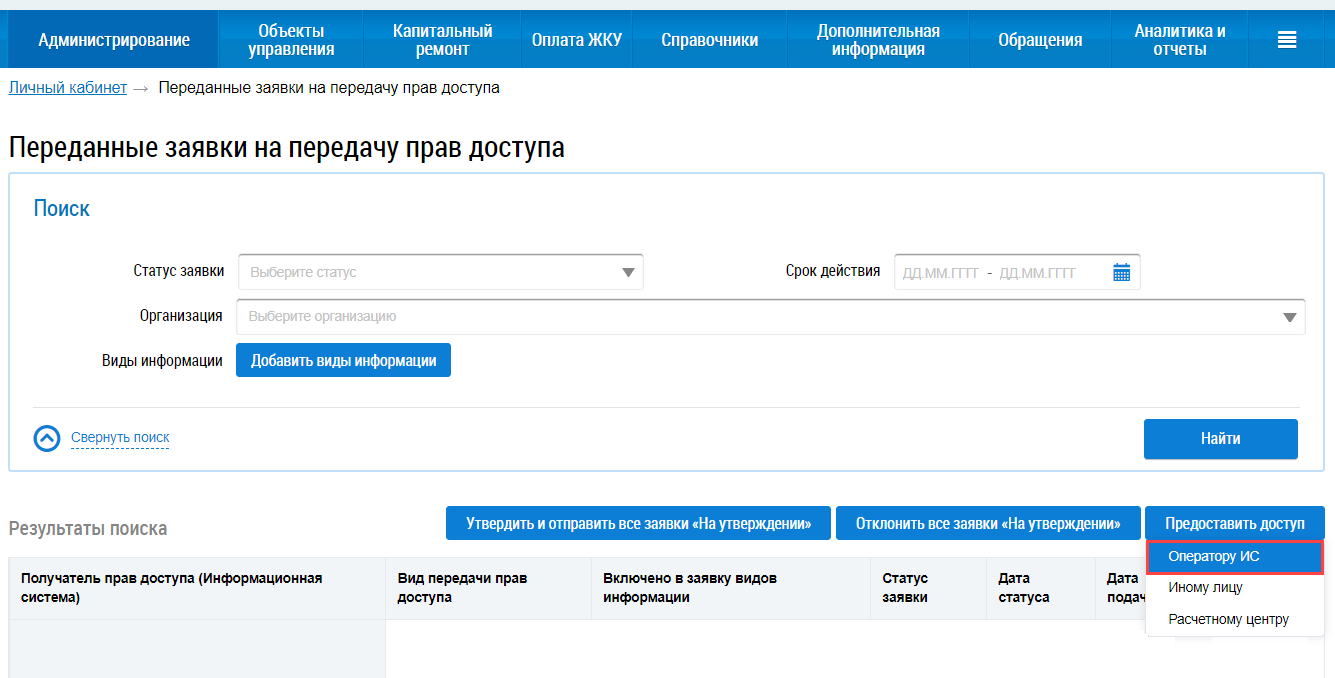 Администрирование
Объекты
управления
Капитальный
ремонт
Оплата ЖКУ
Справочники
Дополнительная
информация
Обращения
Аналитика и
отчеты
Личный кабинет → Переданные заявки на передачу прав доступа
Переданные заявки на передачу прав доступа
Поиск
Статус заявки
Выберите статус
Срок действия
ДД.ММ.ГГГГ - ДД.ММ.ГГГГ
Организация
Выберите организацию
Виды информации
Добавить виды информации
Свернуть поиск
Найти
Результаты поиска
Утвердить и отправить все заявки «На утверждении»
Отклонить все заявки «На утверждении»
Предоставить доступ
Оператору ИС
Иному лицу
Расчетному центру
Получатель прав доступа (Информационная
система)
Вид передачи прав
доступа
Включено в заявку видов
информации
Статус
заявки
Дата
статуса
Дата